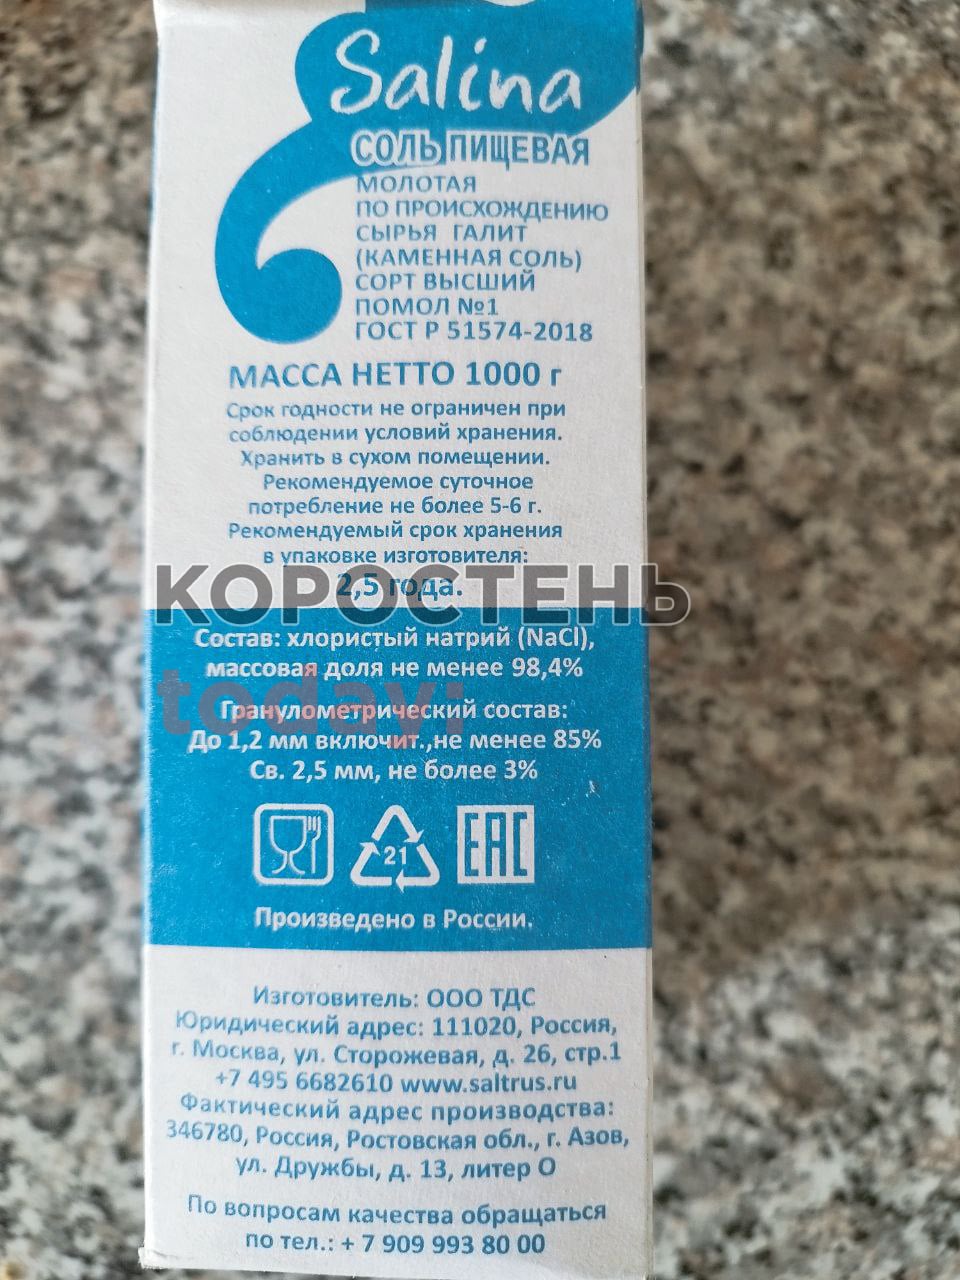 Salina
СОЛЬ ПИЩЕВАЯ
МОЛОТАЯ
ПО ПРОИСХОЖДЕНИЮ
СЫРЬЯ ГАЛИТ
(КАМЕННАЯ СОЛЬ)
СОРТ ВЫСШИЙ
ПОМОЛ №1
ГОСТ Р 51574-2018
МАССА НЕТТО 1000 г
Срок годности не ограничен при
соблюдении условий хранения.
Хранить в сухом помещении.
Рекомендуемое суточное
потребление не более 5-6 г.
Рекомендуемый срок хранения
в упаковке изготовителя:
2,5 года.
КОРОСТЕНЬ
Состав: хлористый натрий (NaCl),
массовая доля не менее 98,4%
today
Гранулометрический состав:
До 1,2 мм включит.,не менее 85%
Св. 2,5 мм, не более 3%
21
EAC
Произведено в России.
Изготовитель: ООО ТДС
Юридический адрес: 111020, Россия,
г. Москва, ул. Сторожевая, д. 26, стр.1
+7 495 6682610 www.saltrus.ru
Фактический адрес производства:
346780, Россия, Ростовская обл., г. Азов,
ул. Дружбы, д. 13, литер О
По вопросам качества обращаться
по тел.: + 7 909 993 80 00